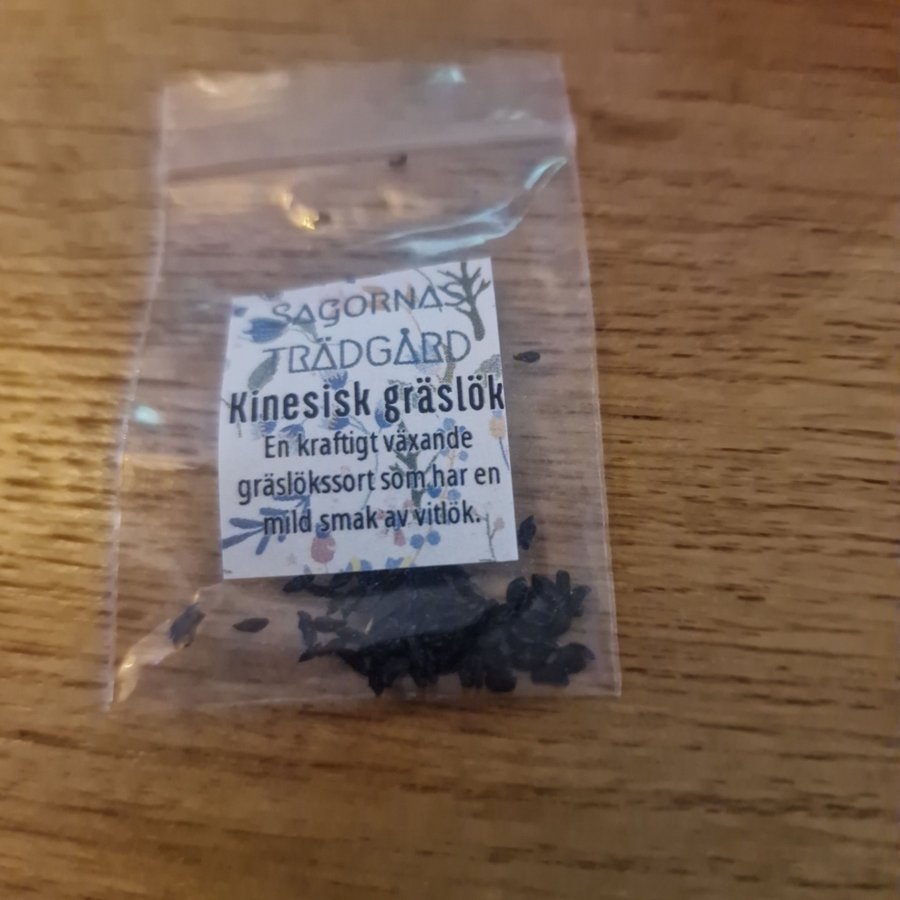 SAGORNAS
TRÄDGÅRD
Kinesisk gräslök
En kraftigt växande
gräslökssort som har en
mild smak av vitlök.